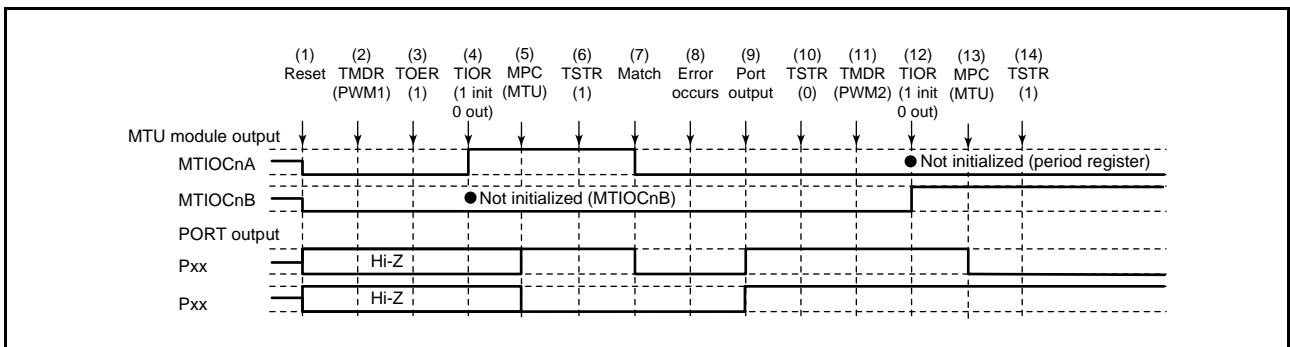 (1) (2) (3) (4) (5) (6) (7) (8) (9) (10) (11) (12) (13) (14)
Reset TMDR TOER TIOR MPC TSTR Match Error Port TSTR TMDR TIOR MPC TSTR
(PWM1) (1) (1 init (MTU) (1) occurs output (0) (PWM2) (1 init (MTU) (1)
0 out) 0 out)
MTU module output
MTIOCnA Not initialized (period register)
MTIOCnB Not initialized (MTIOCnB)
PORT output
Pxx Hi-Z
Pxx Hi-Z